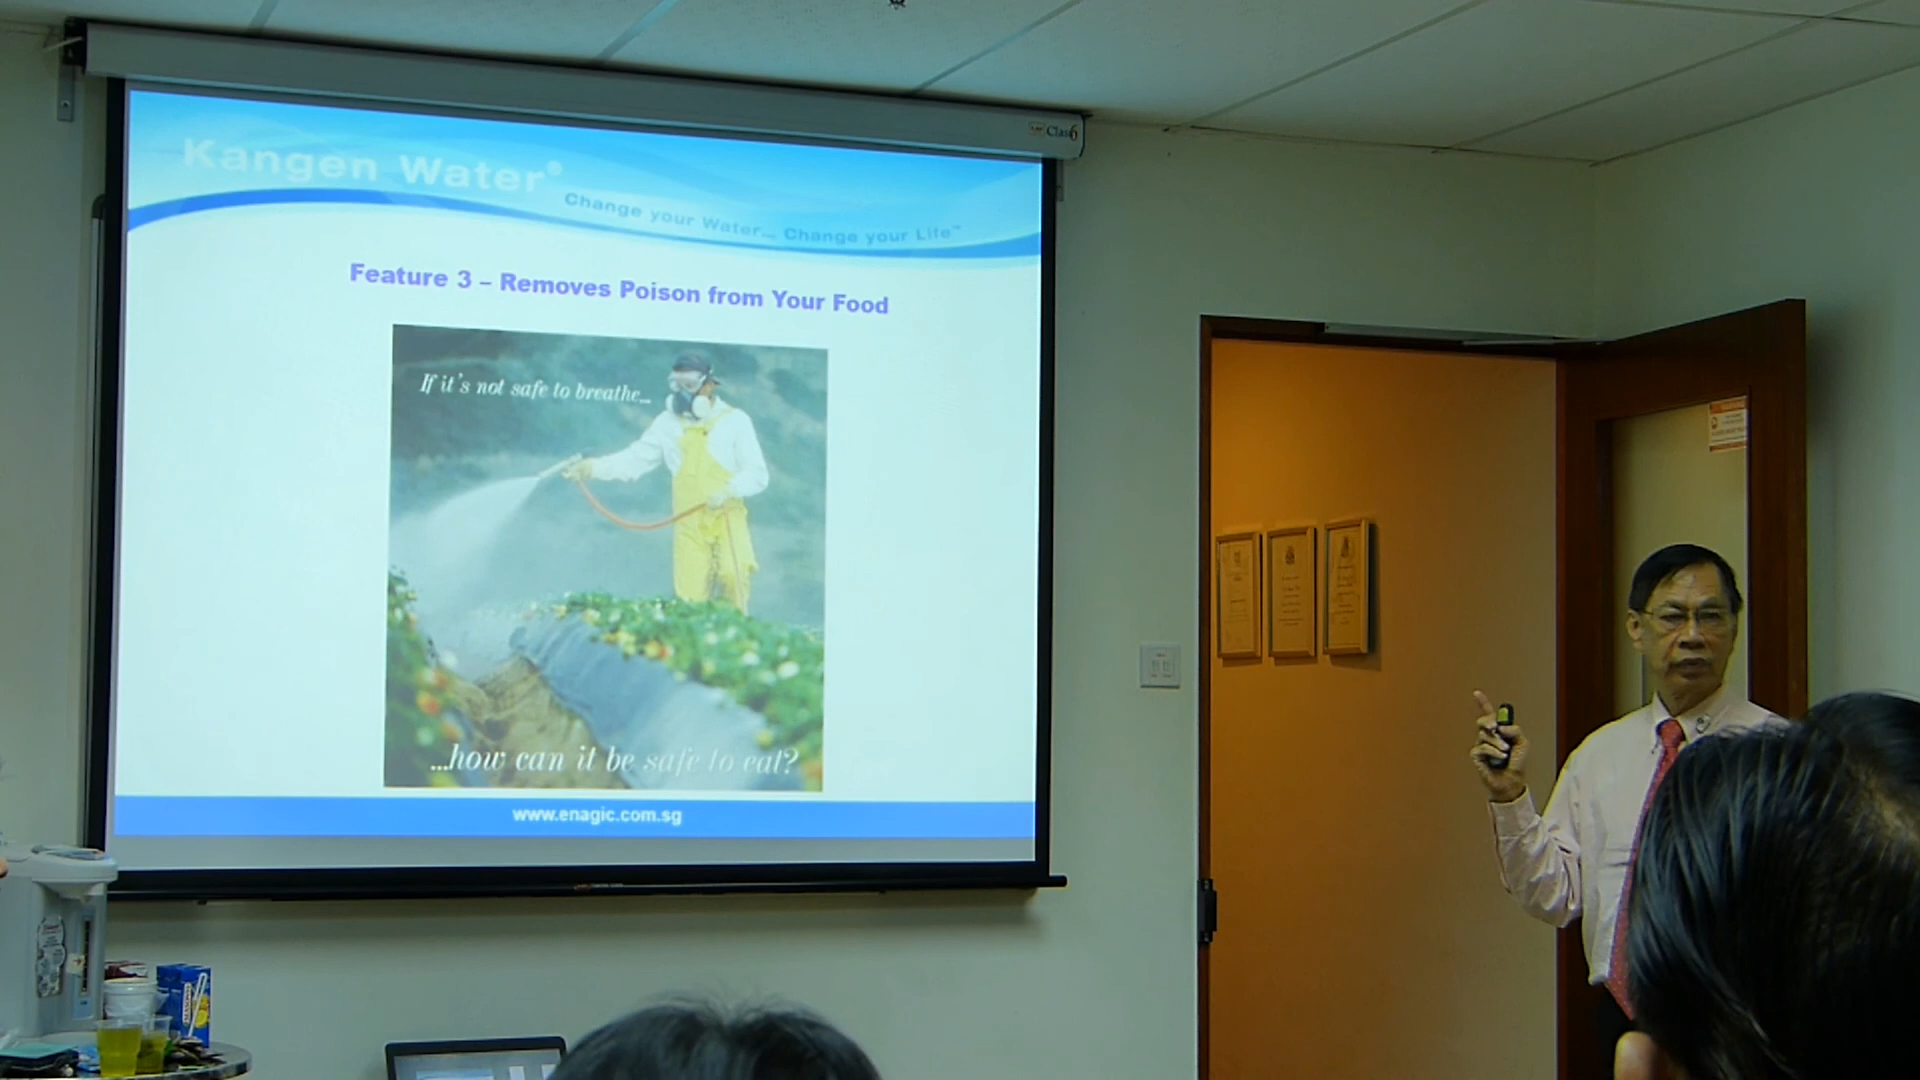 Kangen Water®
Change your Water... Change your Life™
Feature 3 – Removes Poison from Your Food
If it's not safe to breathe...
...how can it be safe to eat?
www.enagic.com.sg